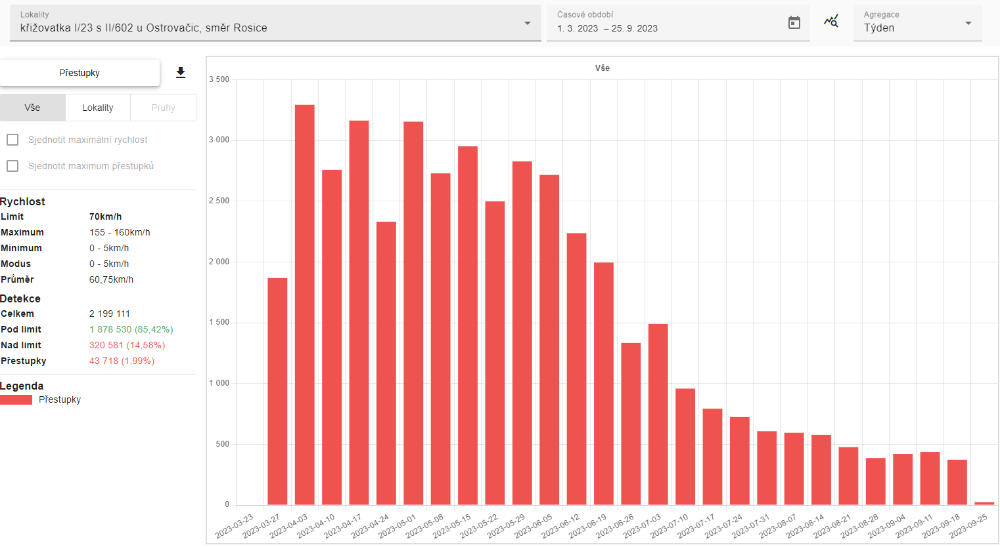 Lokality
křižovatka I/23 s II/602 u Ostrovačic, směr Rosice
Časové období
1. 3. 2023 – 25. 9. 2023
Agregace
Týden
Přestupky
Vše
Lokality
Pruhy
Sjednotit maximální rychlost
Sjednotit maximum přestupků
Rychlost
Limit 70km/h
Maximum 155 - 160km/h
Minimum 0 - 5km/h
Modus 0 - 5km/h
Průměr 60,75km/h
Detekce
Celkem 2 199 111
Pod limit 1 878 530 (85,42%)
Nad limit 320 581 (14,58%)
Přestupky 43 718 (1,99%)
Legenda
Přestupky
Vše
3 500
3 000
2 500
2 000
1 500
1 000
500
0
2023-03-23
2023-03-27
2023-04-03
2023-04-10
2023-04-17
2023-04-24
2023-05-01
2023-05-08
2023-05-15
2023-05-22
2023-05-29
2023-06-05
2023-06-12
2023-06-19
2023-06-26
2023-07-03
2023-07-10
2023-07-17
2023-07-24
2023-07-31
2023-08-07
2023-08-14
2023-08-21
2023-08-28
2023-09-04
2023-09-11
2023-09-18
2023-09-25